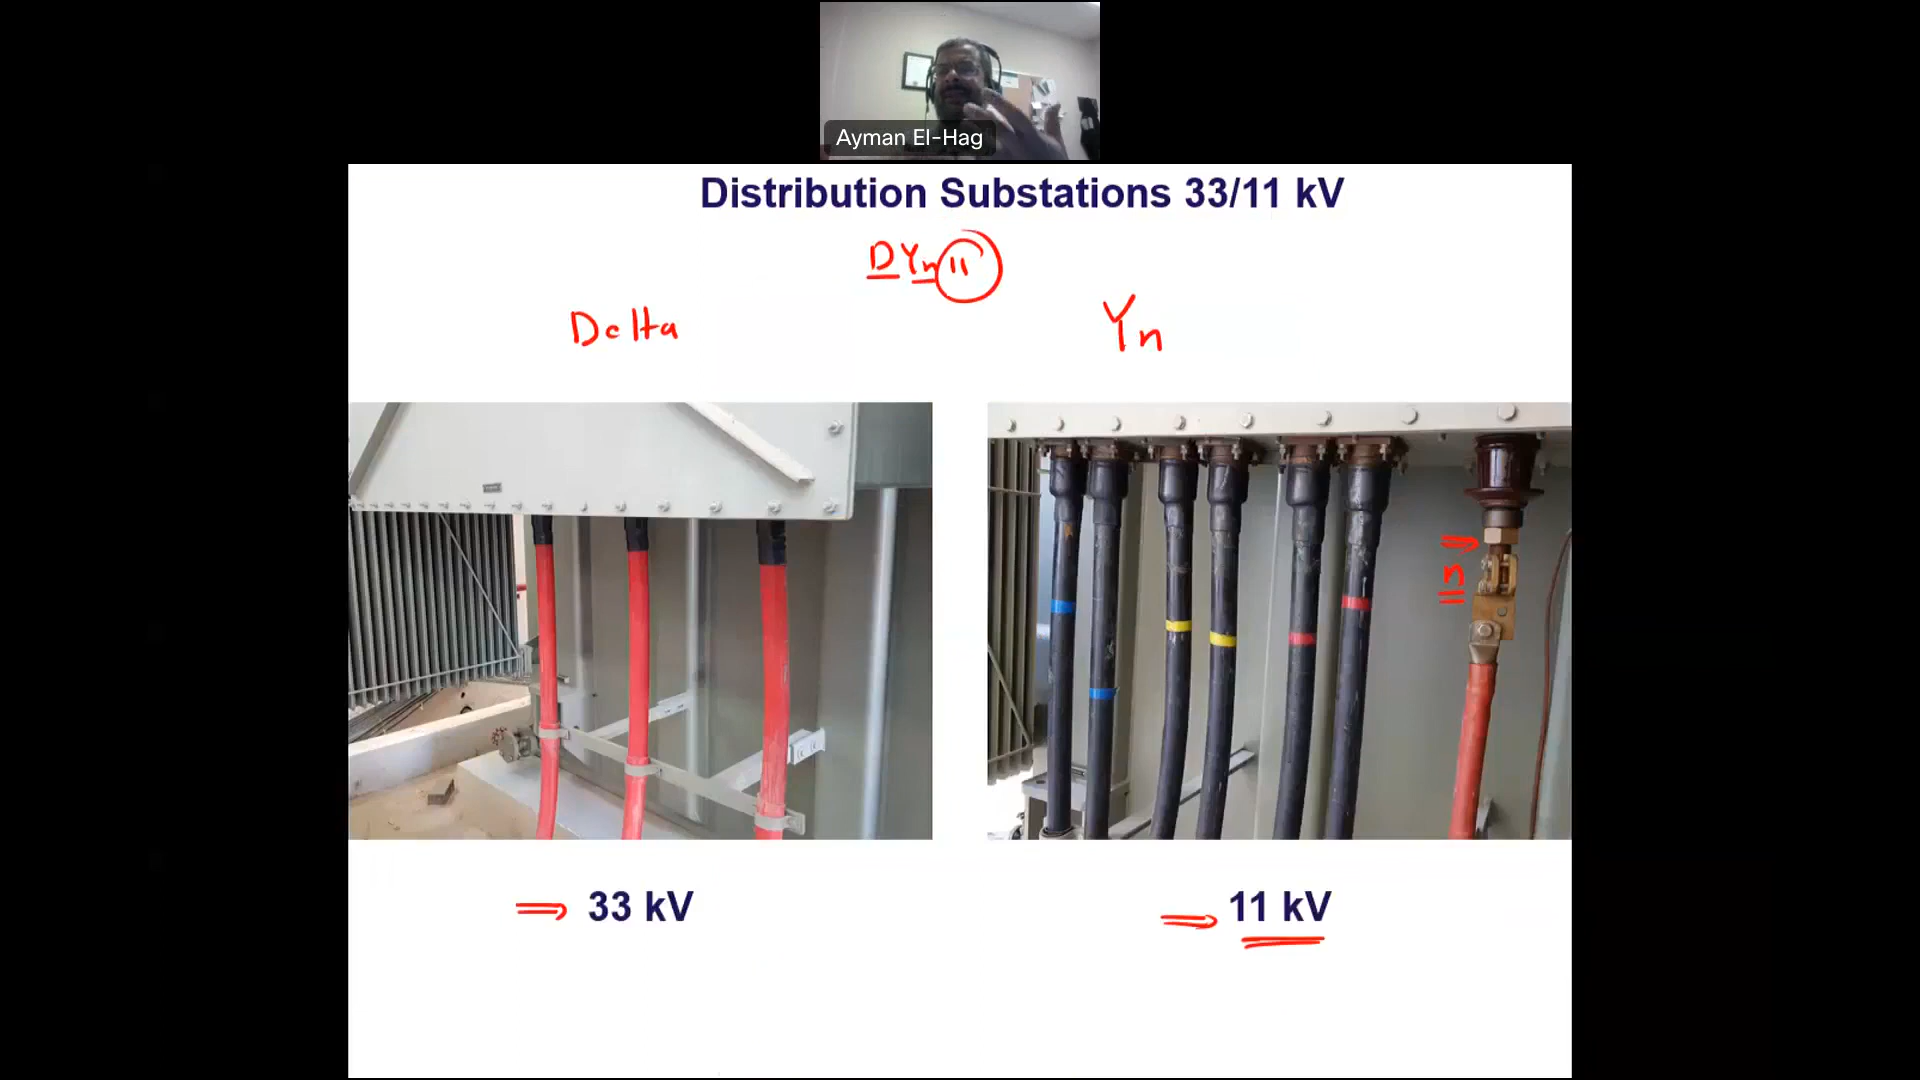 Ayman El-Hag
Distribution Substations 33/11 kV
DYn11
Delta
Yn
n
33 kV
11 kV